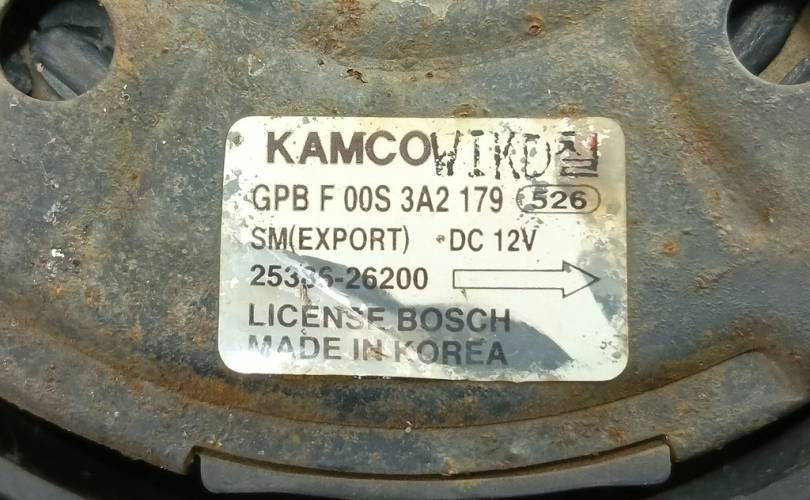 KAMCO
GPB F 00S 3A2 179 526
SM(EXPORT) DC 12V
25386-26200
LICENSE BOSCH
MADE IN KOREA